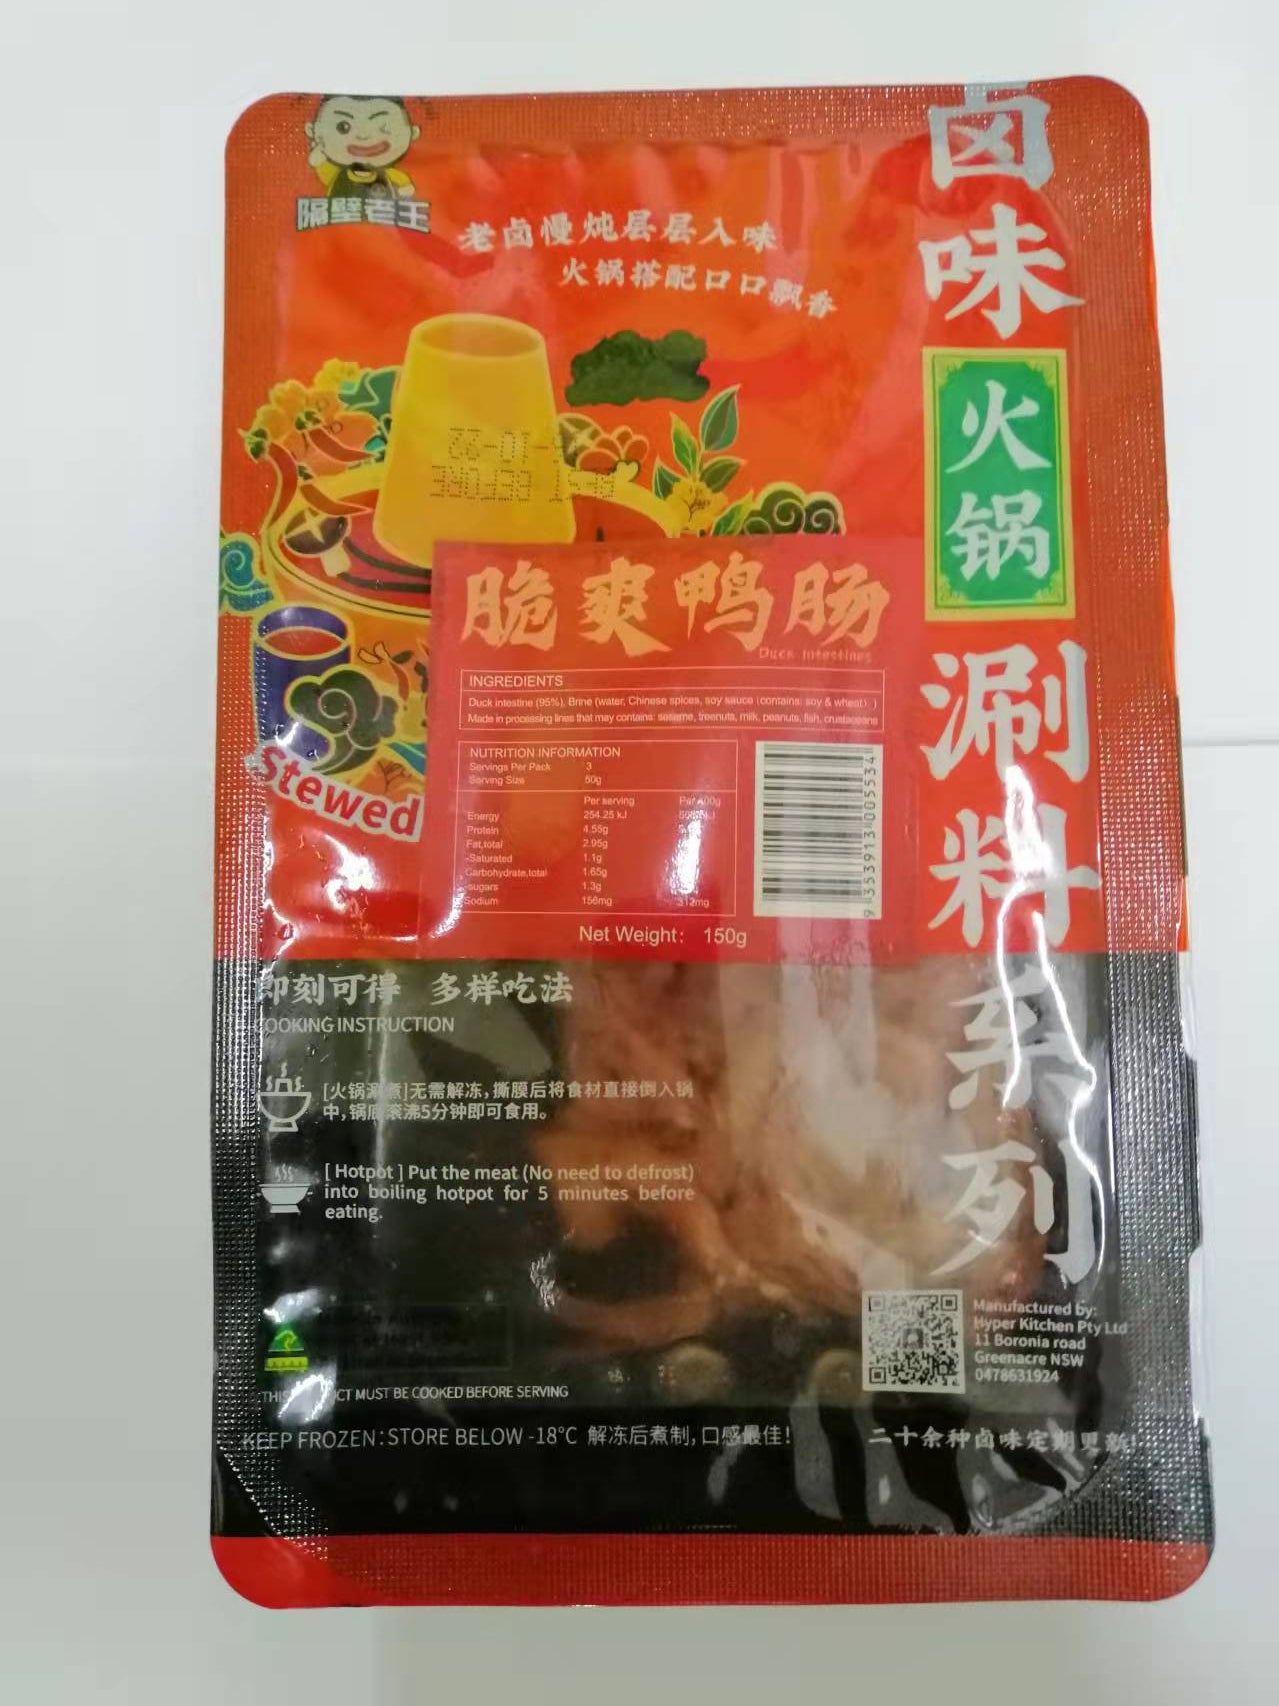 隔壁老王
老卤慢炖层层入味
火锅搭配口口飘香
卤味
火锅
涮料系列
脆爽鸭肠
Duck Intestines
INGREDIENTS
Duck intestine (95%), Brine (water, Chinese spices, soy sauce (contains: soy & wheat). )
Made in processing lines that may contains: sesame, treenuts, milk, peanuts, fish, crustaceans
NUTRITION INFORMATION
Servings Per Pack 3
Serving Size 50g
Per serving Per 100g
Energy 254.25 kJ
Protein 4.55g
Fat,total 2.95g
-Saturated 1.1g
Carbohydrate,total 1.65g
-sugars 1.3g
Sodium 156mg 312mg
9 353913 005534
Net Weight: 150g
Stewed
即刻可得 多样吃法
COOKING INSTRUCTION
[火锅涮煮]无需解冻,撕膜后将食材直接倒入锅
中,锅底滚沸5分钟即可食用。
[ Hotpot ] Put the meat (No need to defrost)
into boiling hotpot for 5 minutes before
eating.
Manufactured by:
Hyper Kitchen Pty Ltd
11 Boronia road
Greenacre NSW
0478631924
MUST BE COOKED BEFORE SERVING
KEEP FROZEN:STORE BELOW -18°C 解冻后煮制,口感最佳!
二十余种卤味定期更新!